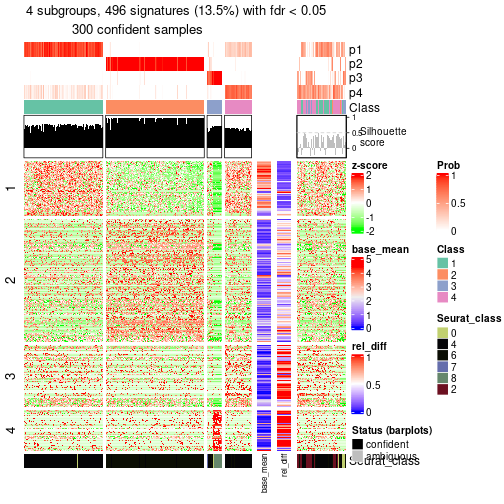 4 subgroups, 496 signatures (13.5%) with fdr < 0.05
300 confident samples
p1
p2
p3
p4
Class
1
0.5
0
Silhouette
score
1
2
3
4
z-score
2
1
0
-1
-2
base_mean
5
4
3
2
1
0
rel_diff
1
0.5
0
Prob
1
0.5
0
Class
1
2
3
4
Seurat_class
0
4
6
7
8
2
Status (barplots)
confident
ambiguous
Seurat_class
base_mean
rel_diff